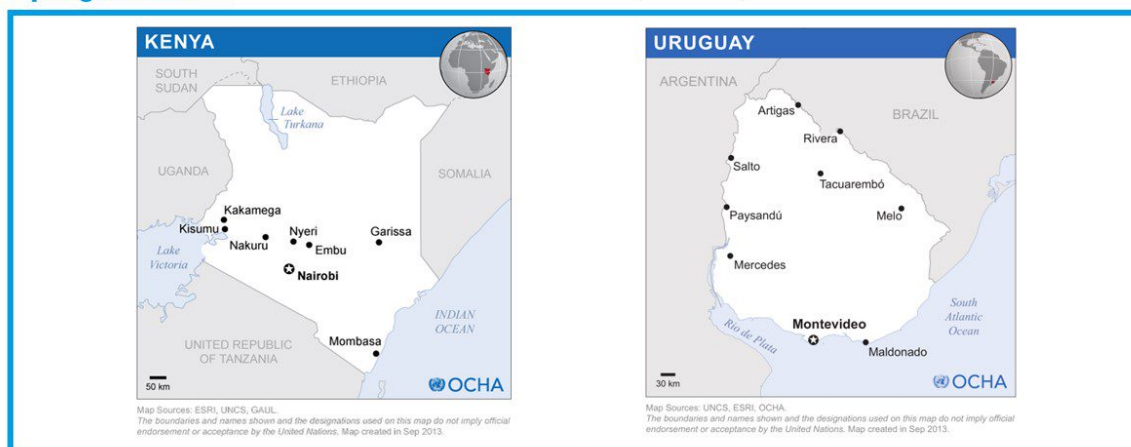 KENYA
SOUTH
SUDAN
ETHIOPIA
Lake
Turkana
UGANDA
SOMALIA
Kakamega
Kisumu
Nakuru
Nyeri
Embu
Garissa
Lake
Victoria
Nairobi
INDIAN
OCEAN
UNITED REPUBLIC
OF TANZANIA
Mombasa
50 km
OCHA
Map Sources: ESRI, UNCS, GAUL.
The boundaries and names shown and the designations used on this map do not imply official
endorsement or acceptance by the United Nations. Map created in Sep 2013.
URUGUAY
ARGENTINA
Artigas
BRAZIL
Rivera
Salto
Tacuarembó
Paysandú
Melo
Mercedes
South
Atlantic
Ocean
Rio de Plata
Montevideo
Maldonado
30 km
OCHA
Map Sources: UNCS, ESRI, OCHA.
The boundaries and names shown and the designations used on this map do not imply official
endorsement or acceptance by the United Nations. Map created in Sep 2013.